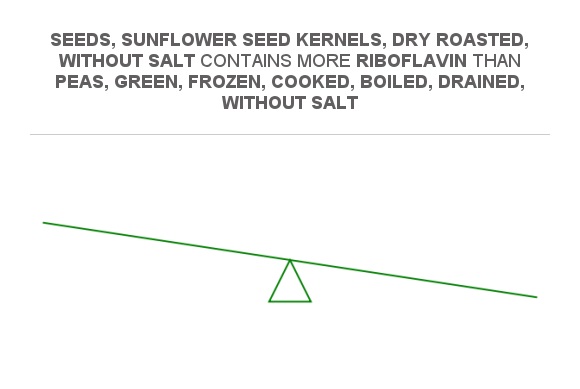 SEEDS, SUNFLOWER SEED KERNELS, DRY ROASTED,
WITHOUT SALT CONTAINS MORE RIBOFLAVIN THAN
PEAS, GREEN, FROZEN, COOKED, BOILED, DRAINED,
WITHOUT SALT